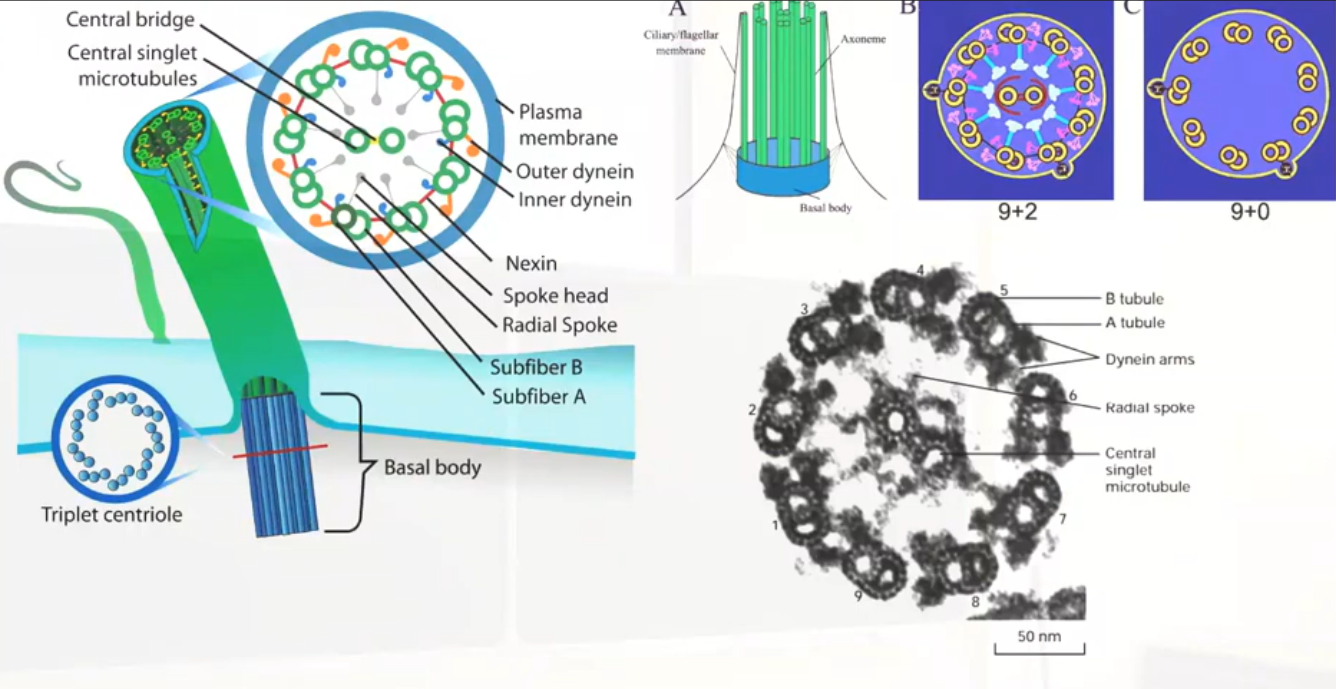 Central bridge
Central singlet
microtubules
Plasma
membrane
Outer dynein
Inner dynein
Nexin
Spoke head
Radial Spoke
Subfiber B
Subfiber A
Basal body
Triplet centriole
A
Ciliary/flagellar
membrane
Axoneme
Basal body
B
9+2
C
9+0
4
5
3
6
2
1
7
9
8
B tubule
A tubule
Dynein arms
Radial spoke
Central
singlet
microtubule
50 nm